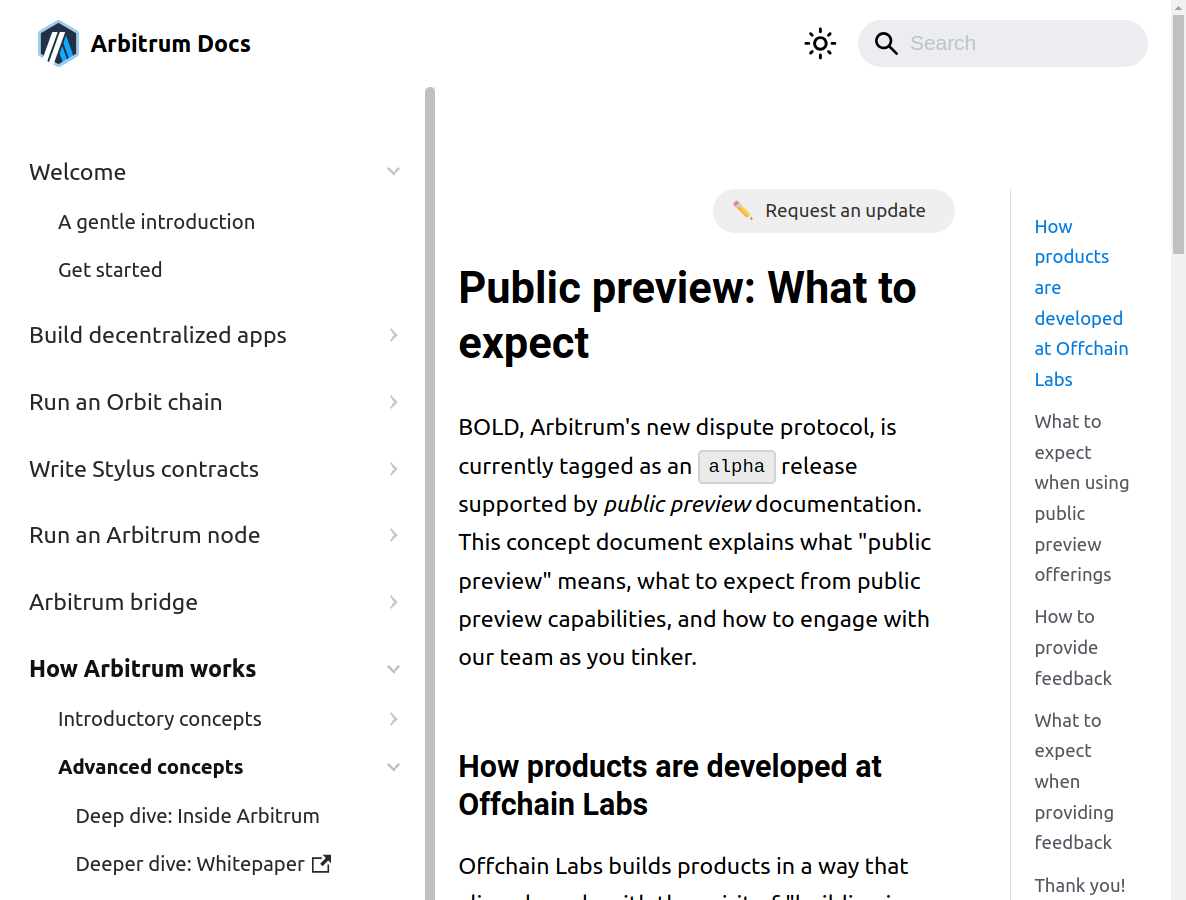 Arbitrum Docs
Search
Welcome
A gentle introduction
Get started
Build decentralized apps
Run an Orbit chain
Write Stylus contracts
Run an Arbitrum node
Arbitrum bridge
How Arbitrum works
Introductory concepts
Advanced concepts
Deep dive: Inside Arbitrum
Deeper dive: Whitepaper
✏️ Request an update
Public preview: What to
expect
BOLD, Arbitrum's new dispute protocol, is
currently tagged as an alpha release
supported by public preview documentation.
This concept document explains what "public
preview" means, what to expect from public
preview capabilities, and how to engage with
our team as you tinker.
How products are developed at
Offchain Labs
Offchain Labs builds products in a way that
How
products
are
developed
at Offchain
Labs
What to
expect
when using
public
preview
offerings
How to
provide
feedback
What to
expect
when
providing
feedback
Thank you!